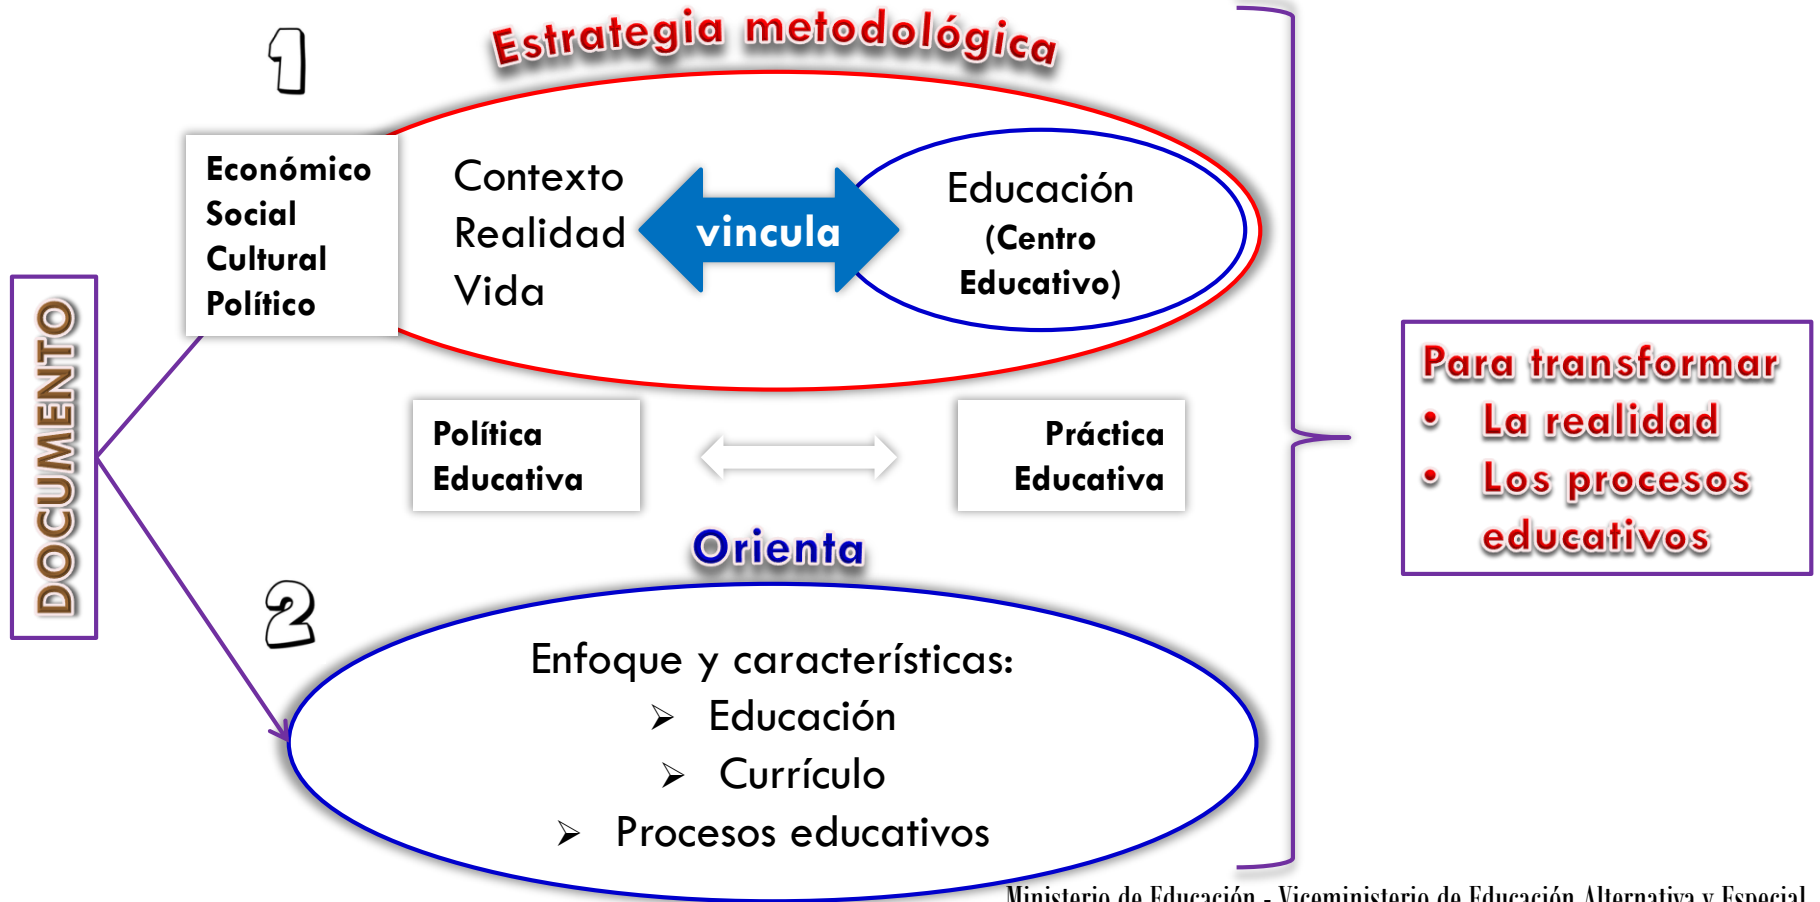 DOCUMENTO
1
Estrategia metodológica
Económico
Social
Cultural
Político
Contexto
Realidad
Vida
vincula
Educación
(Centro
Educativo)
Política
Educativa
Práctica
Educativa
Orienta
2
Enfoque y características:
➢ Educación
➢ Currículo
➢ Procesos educativos
Para transformar
• La realidad
• Los procesos
educativos
Ministerio de Educación - Viceministerio de Educación Alternativa y Especial